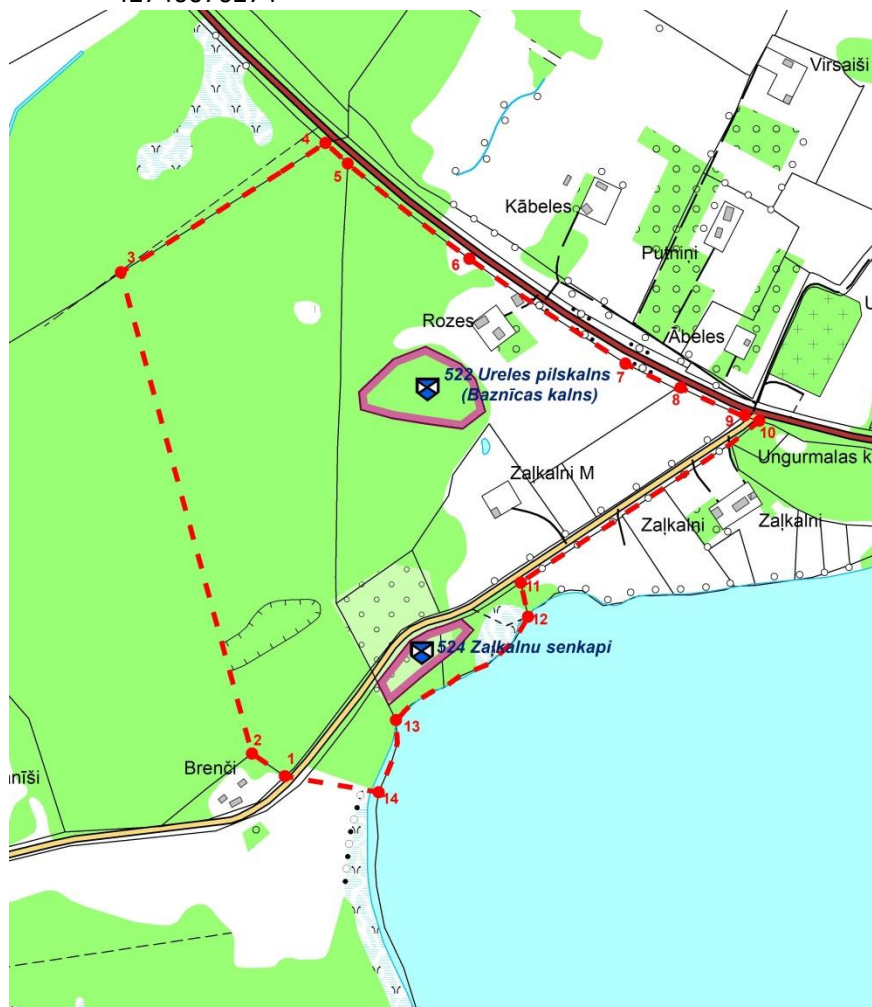 Virsaiši
4
5
Kābeles
3
6
Putniņi
Rozes
Ābeles
7
522 Ureles pilskalns
(Baznīcas kalns)
8
9
10
Ungurmalas k
Zaļkalni M
Zaļkalni
Zaļkalni
11
12
524 Zaļkalnu senkapi
13
2
Brenči
1
nīši
14